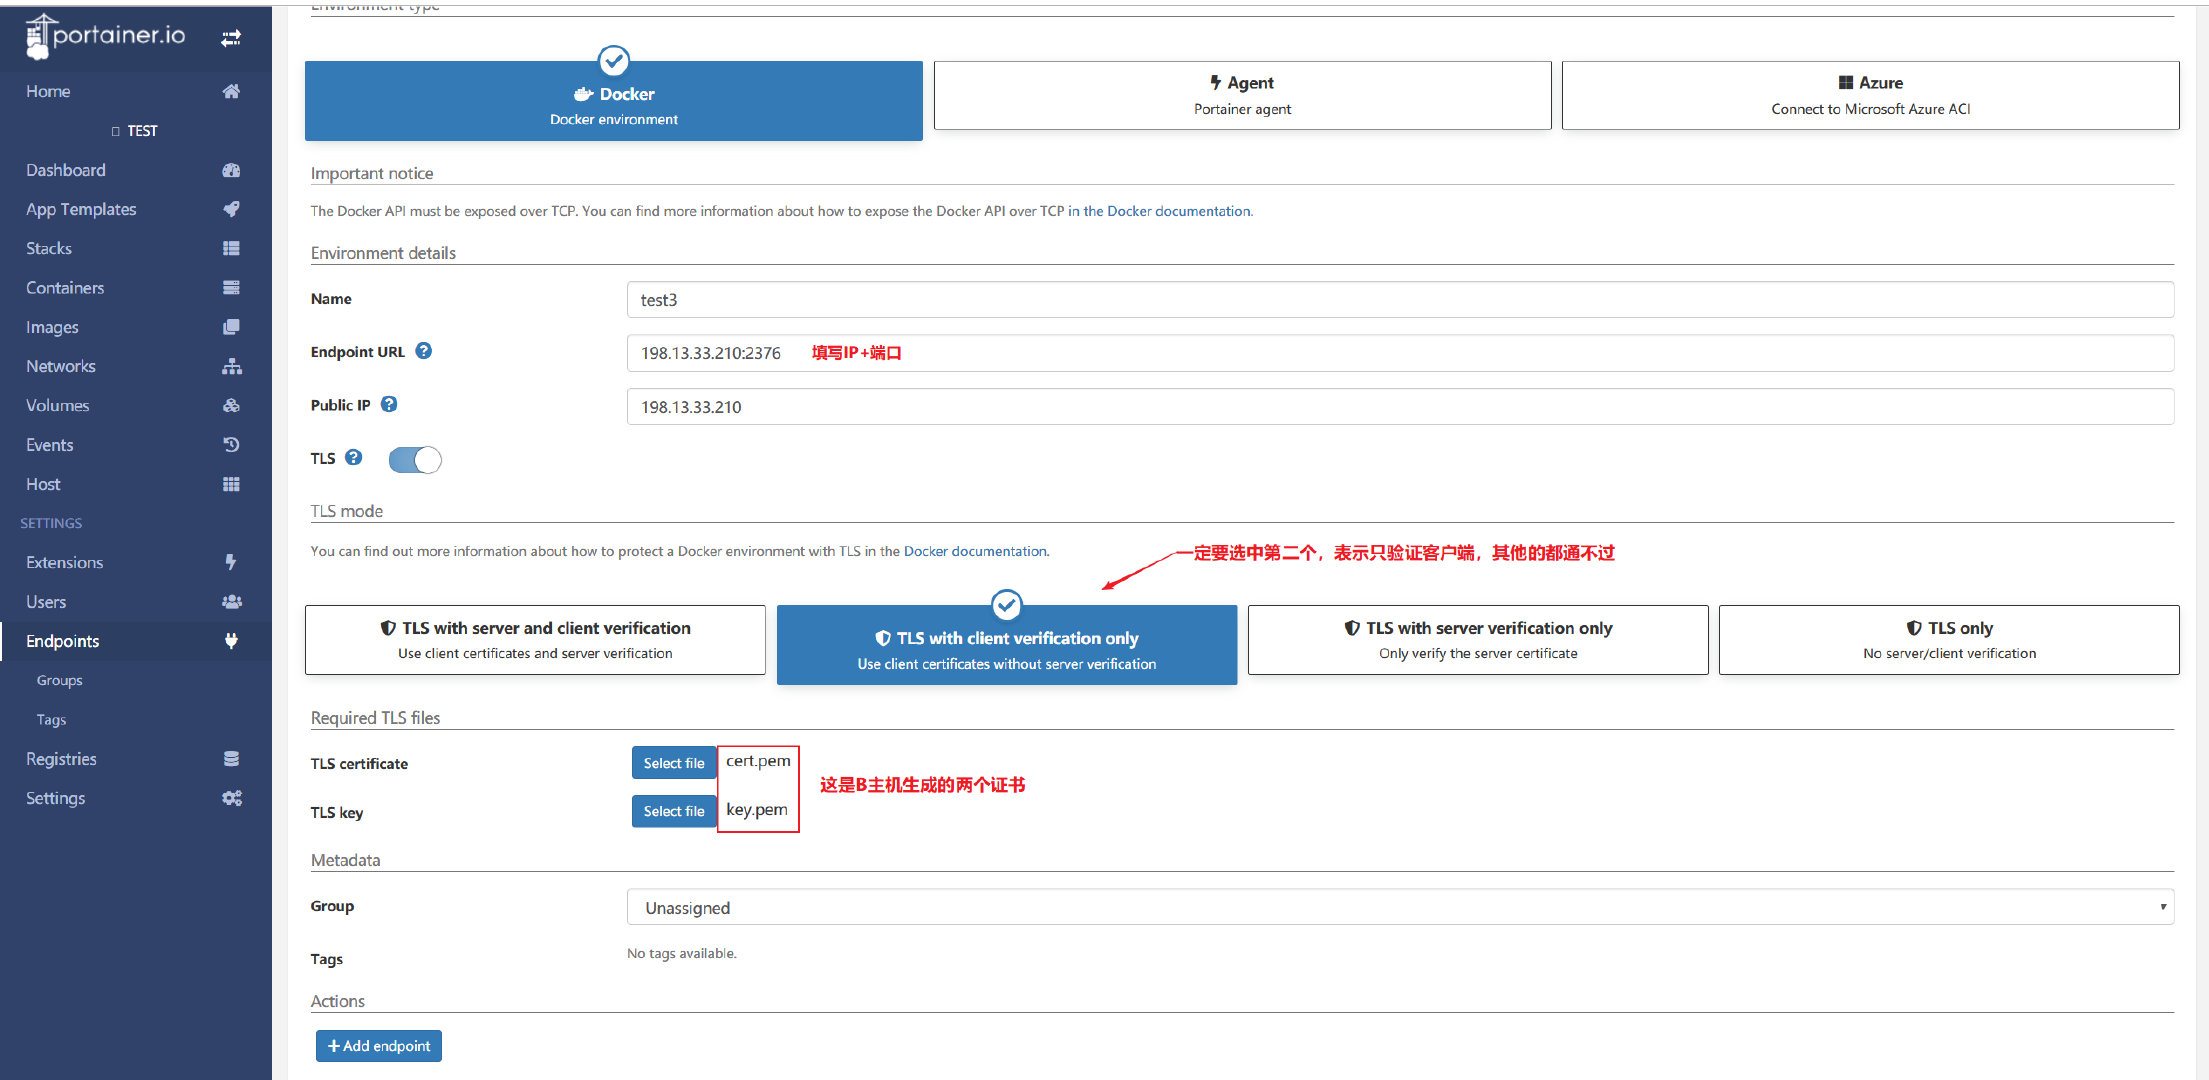 Environment type
portainer.io
Home
TEST
Dashboard
App Templates
Stacks
Containers
Images
Networks
Volumes
Events
Host
SETTINGS
Extensions
Users
Endpoints
Groups
Tags
Registries
Settings
Docker
Docker environment
Agent
Portainer agent
Azure
Connect to Microsoft Azure ACI
Important notice
The Docker API must be exposed over TCP. You can find more information about how to expose the Docker API over TCP in the Docker documentation.
Environment details
Name
test3
Endpoint URL
198.13.33.210:2376 填写IP+端口
Public IP
198.13.33.210
TLS
TLS mode
You can find out more information about how to protect a Docker environment with TLS in the Docker documentation.
一定要选中第二个，表示只验证客户端，其他的都通不过
TLS with server and client verification
Use client certificates and server verification
TLS with client verification only
Use client certificates without server verification
TLS with server verification only
Only verify the server certificate
TLS only
No server/client verification
Required TLS files
TLS certificate
Select file cert.pem
这是B主机生成的两个证书
TLS key
Select file key.pem
Metadata
Group
Unassigned
Tags
No tags available.
Actions
Add endpoint